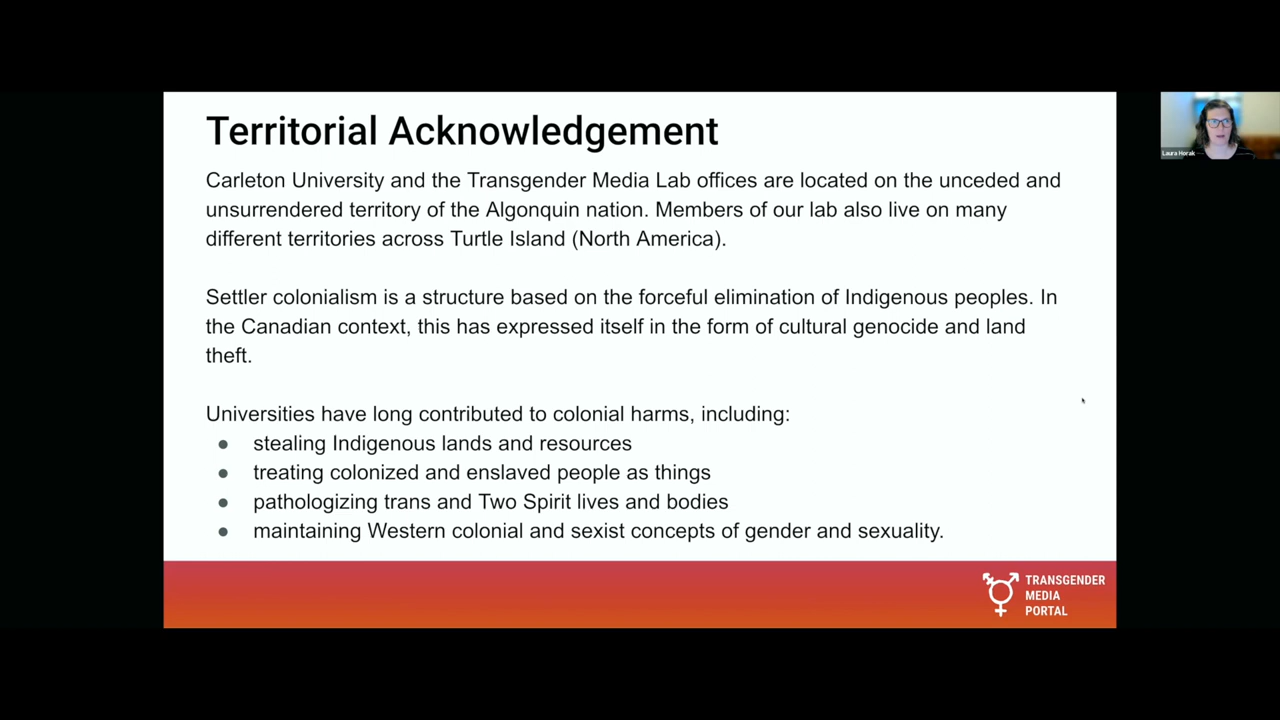 Territorial Acknowledgement
Carleton University and the Transgender Media Lab offices are located on the unceded and
unsurrendered territory of the Algonquin nation. Members of our lab also live on many
different territories across Turtle Island (North America).
Settler colonialism is a structure based on the forceful elimination of Indigenous peoples. In
the Canadian context, this has expressed itself in the form of cultural genocide and land
theft.
Universities have long contributed to colonial harms, including:
● stealing Indigenous lands and resources
● treating colonized and enslaved people as things
● pathologizing trans and Two Spirit lives and bodies
● maintaining Western colonial and sexist concepts of gender and sexuality.
TRANSGENDER
MEDIA
PORTAL
Laura Horak